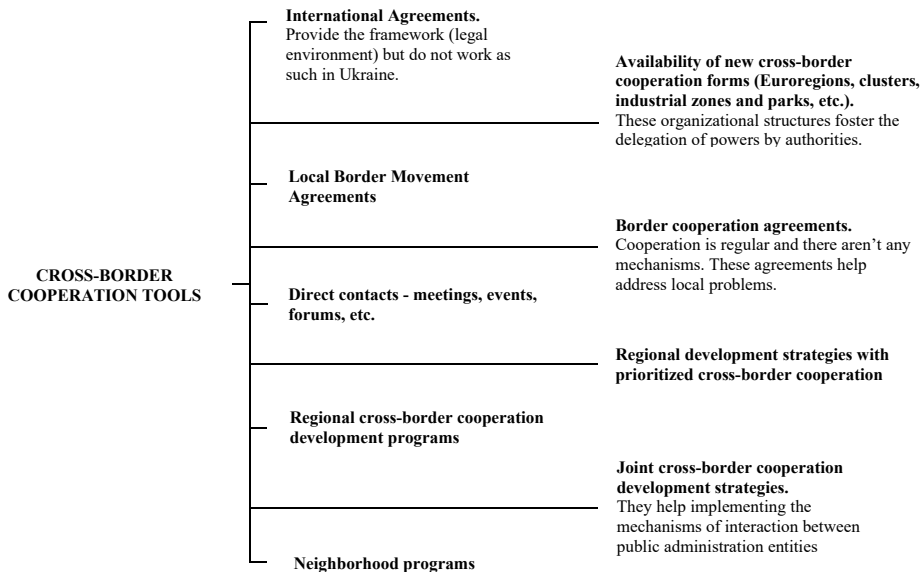 International Agreements.
Provide the framework (legal
environment) but do not work as
such in Ukraine.
Availability of new cross-border
cooperation forms (Euroregions, clusters,
industrial zones and parks, etc.).
These organizational structures foster the
delegation of powers by authorities.
Local Border Movement
Agreements
Border cooperation agreements.
Cooperation is regular and there aren’t any
mechanisms. These agreements help
address local problems.
CROSS-BORDER
COOPERATION TOOLS
Direct contacts - meetings, events,
forums, etc.
Regional development strategies with
prioritized cross-border cooperation
Regional cross-border cooperation
development programs
Joint cross-border cooperation
development strategies.
They help implementing the
mechanisms of interaction between
public administration entities
Neighborhood programs